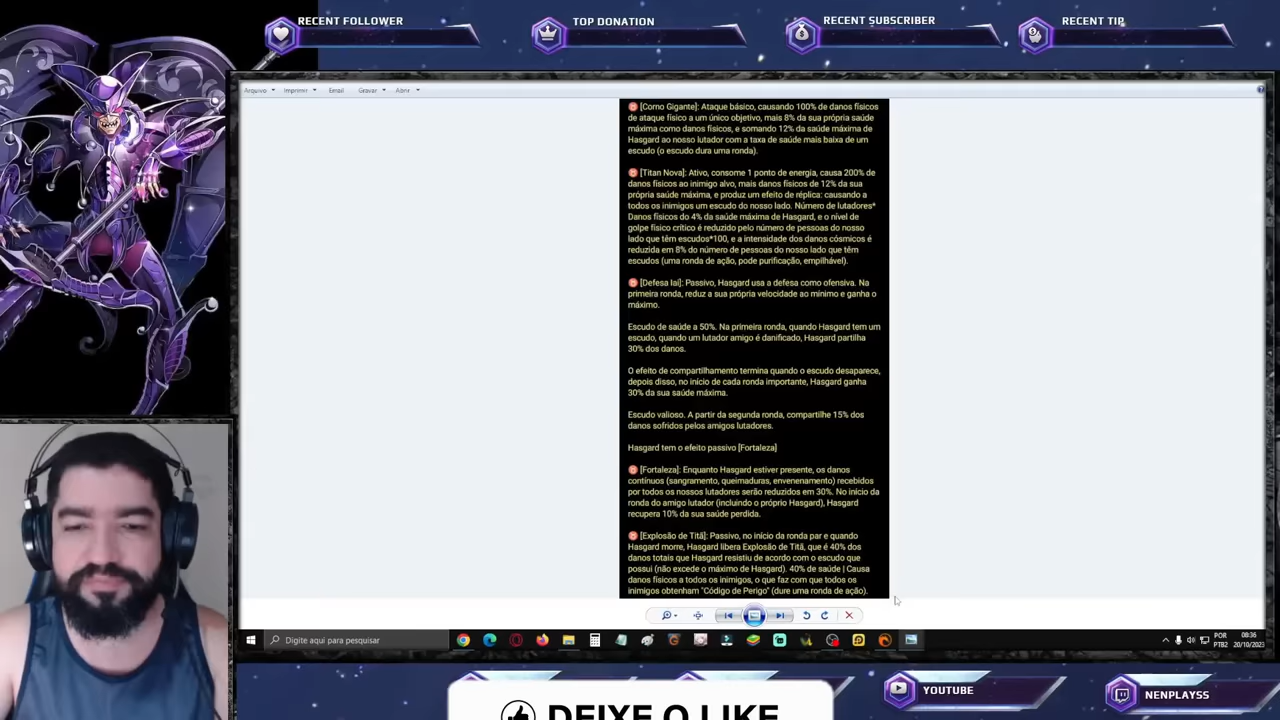 RECENT FOLLOWER
TOP DONATION
RECENT SUBSCRIBER
RECENT TIP
Arquivo Imprimir Email Gravar Abrir
[Corno Gigante]: Ataque básico, causando 100% de danos físicos
de ataque físico a um único objetivo, mais 8% da sua própria saúde
máxima como danos físicos, e somando 12% da saúde máxima de
Hasgard ao nosso lutador com a taxa de saúde mais baixa de um
escudo (o escudo dura uma ronda).
[Titan Nova]: Ativo, consome 1 ponto de energia, causa 200% de
danos físicos ao inimigo alvo, mais danos físicos de 12% da sua
própria saúde máxima, e produz um efeito de réplica: causando a
todos os inimigos um escudo do nosso lado. Número de lutadores*
Danos físicos do 4% da saúde máxima de Hasgard, e o nível de
golpe físico crítico é reduzido pelo número de pessoas do nosso
lado que têm escudos*100, e a intensidade dos danos cósmicos é
reduzida em 8% do número de pessoas do nosso lado que têm
escudos (uma ronda de ação, pode purificação, empilhável).
[Defesa Iai]: Passivo, Hasgard usa a defesa como ofensiva. Na
primeira ronda, reduz a sua própria velocidade ao mínimo e ganha o
máximo.
Escudo de saúde a 50%. Na primeira ronda, quando Hasgard tem um
escudo, quando um lutador amigo é danificado, Hasgard partilha
30% dos danos.
O efeito de compartilhamento termina quando o escudo desaparece,
depois disso, no início de cada ronda importante, Hasgard ganha
30% da sua saúde máxima.
Escudo valioso. A partir da segunda ronda, compartilhe 15% dos
danos sofridos pelos amigos lutadores.
Hasgard tem o efeito passivo [Fortaleza]
[Fortaleza]: Enquanto Hasgard estiver presente, os danos
contínuos (sangramento, queimaduras, envenenamento) recebidos
por todos os nossos lutadores serão reduzidos em 30%. No início da
ronda do amigo lutador (incluindo o próprio Hasgard), Hasgard
recupera 10% da sua saúde perdida.
[Explosão de Titã]: Passivo, no início da ronda par e quando
Hasgard morre, Hasgard libera Explosão de Titã, que é 40% dos
danos totais que Hasgard resistiu de acordo com o escudo que
possui (não excede o máximo de Hasgard). 40% de saúde | Causa
danos físicos a todos os inimigos, o que faz com que todos os
inimigos obtenham "Código de Perigo" (dure uma ronda de ação).
Digite aqui para pesquisar
POR
PTB2
08:36
20/10/2023
DEIXE O LIKE
YOUTUBE
NENPLAYSS